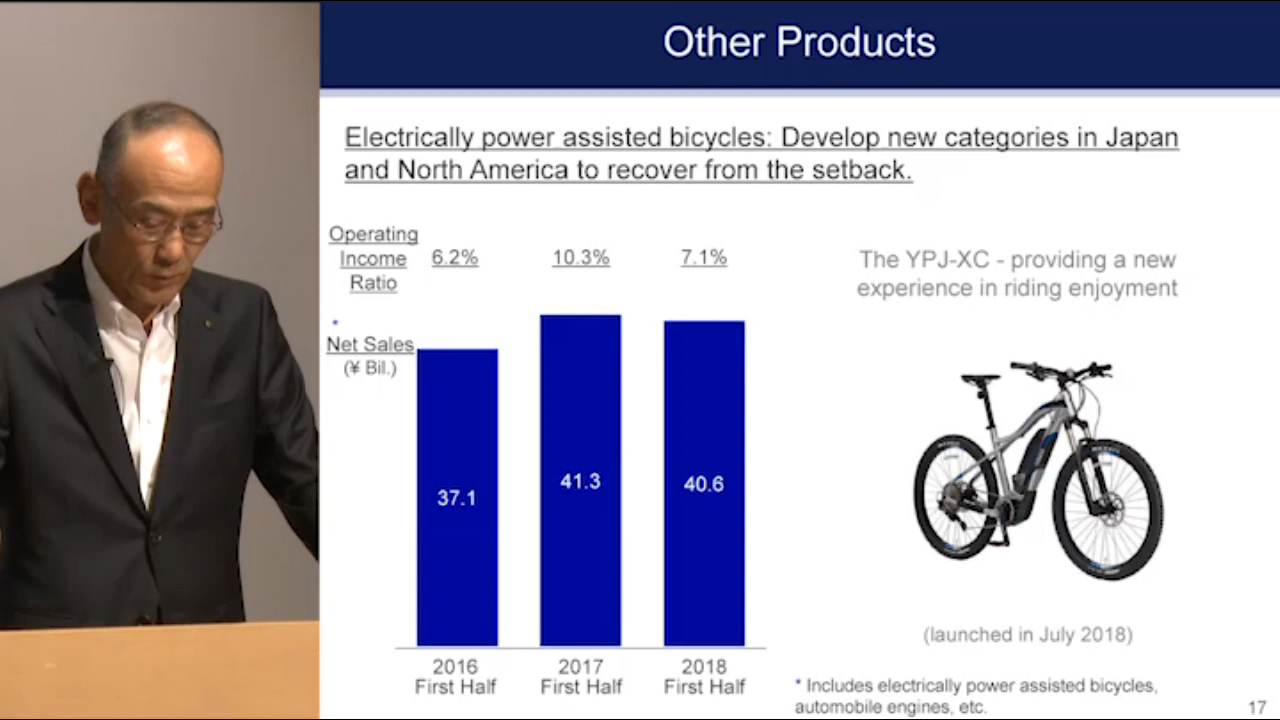 Other Products
Electrically power assisted bicycles: Develop new categories in Japan
and North America to recover from the setback.
Operating
Income
Ratio
6.2%
10.3%
7.1%
The YPJ-XC - providing a new
experience in riding enjoyment
*
Net Sales
(¥ Bil.)
37.1
41.3
40.6
2016
First Half
2017
First Half
2018
First Half
(launched in July 2018)
* Includes electrically power assisted bicycles,
automobile engines, etc.
17